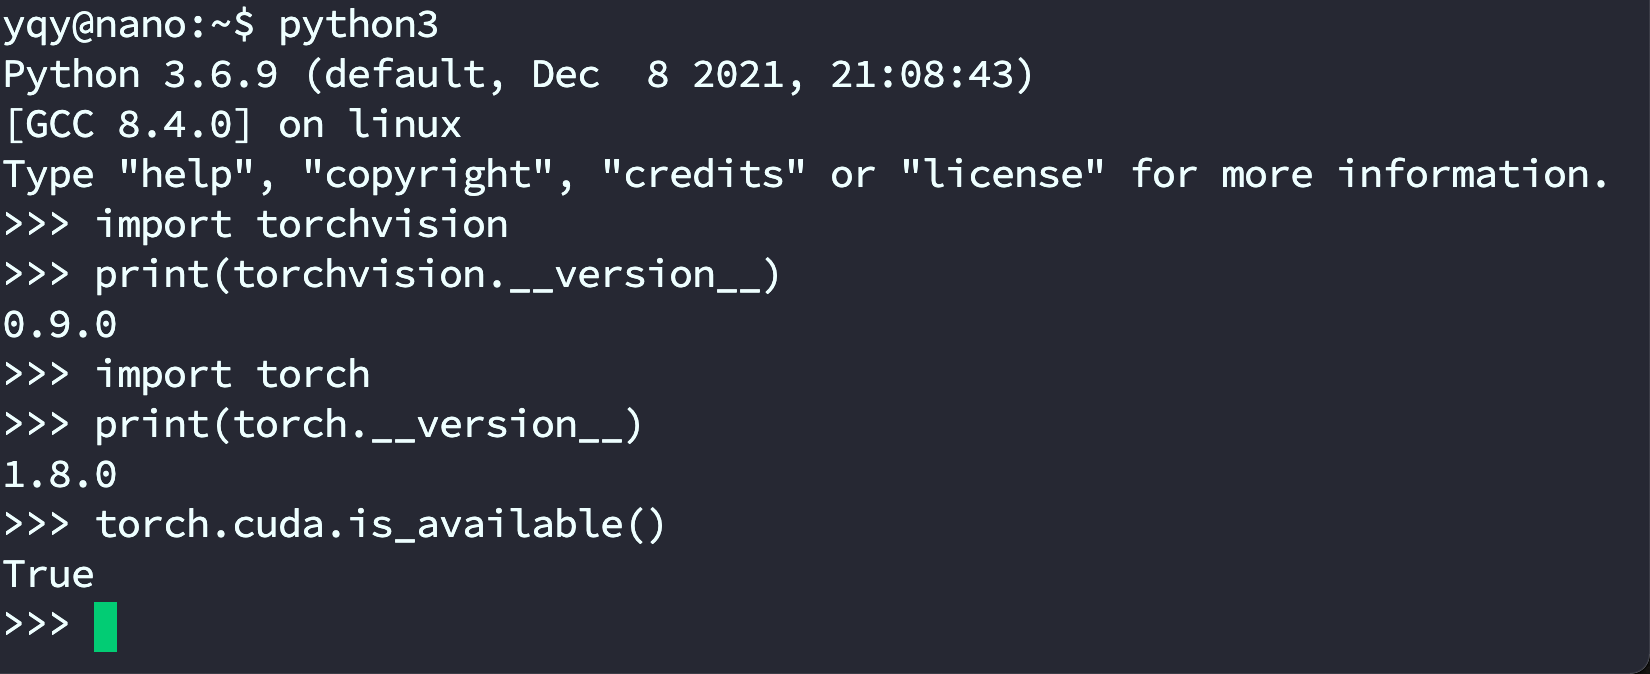 yqy@nano:~$ python3
Python 3.6.9 (default, Dec  8 2021, 21:08:43)
[GCC 8.4.0] on linux
Type "help", "copyright", "credits" or "license" for more information.
>>> import torchvision
>>> print(torchvision.__version__)
0.9.0
>>> import torch
>>> print(torch.__version__)
1.8.0
>>> torch.cuda.is_available()
True
>>>